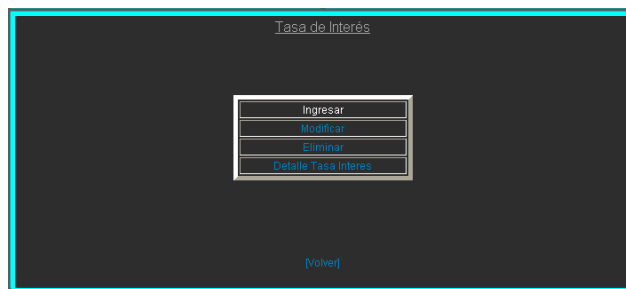 Tasa de Interés
Ingresar
Modificar
Eliminar
Detalle Tasa Interes
[Volver]